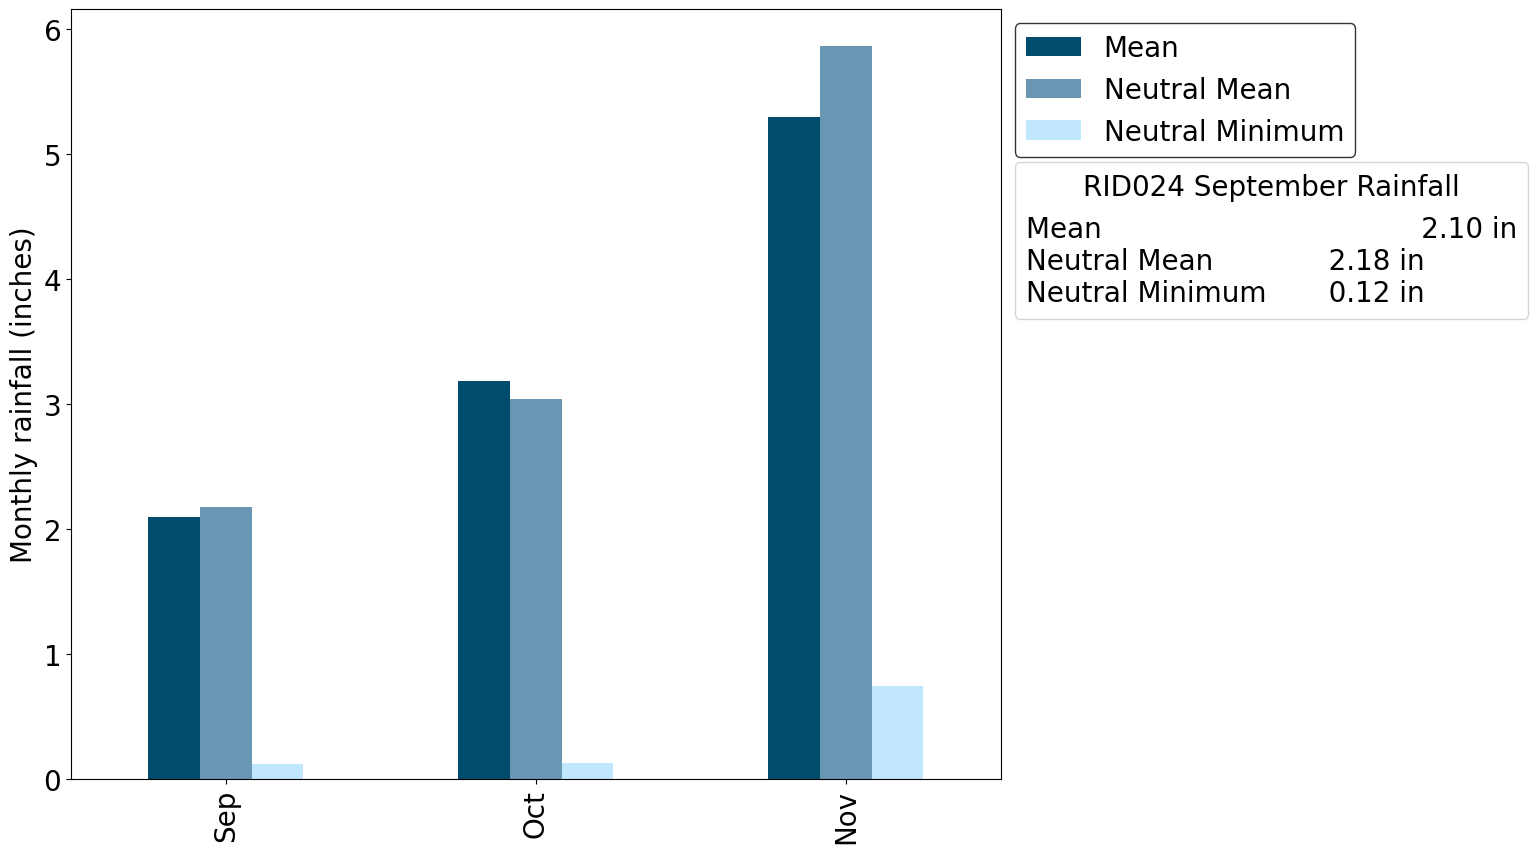 Monthly rainfall (inches)
6
5
4
3
2
1
0
Sep
Oct
Nov
Mean
Neutral Mean
Neutral Minimum
RID024 September Rainfall
Mean 2.10 in
Neutral Mean 2.18 in
Neutral Minimum 0.12 in